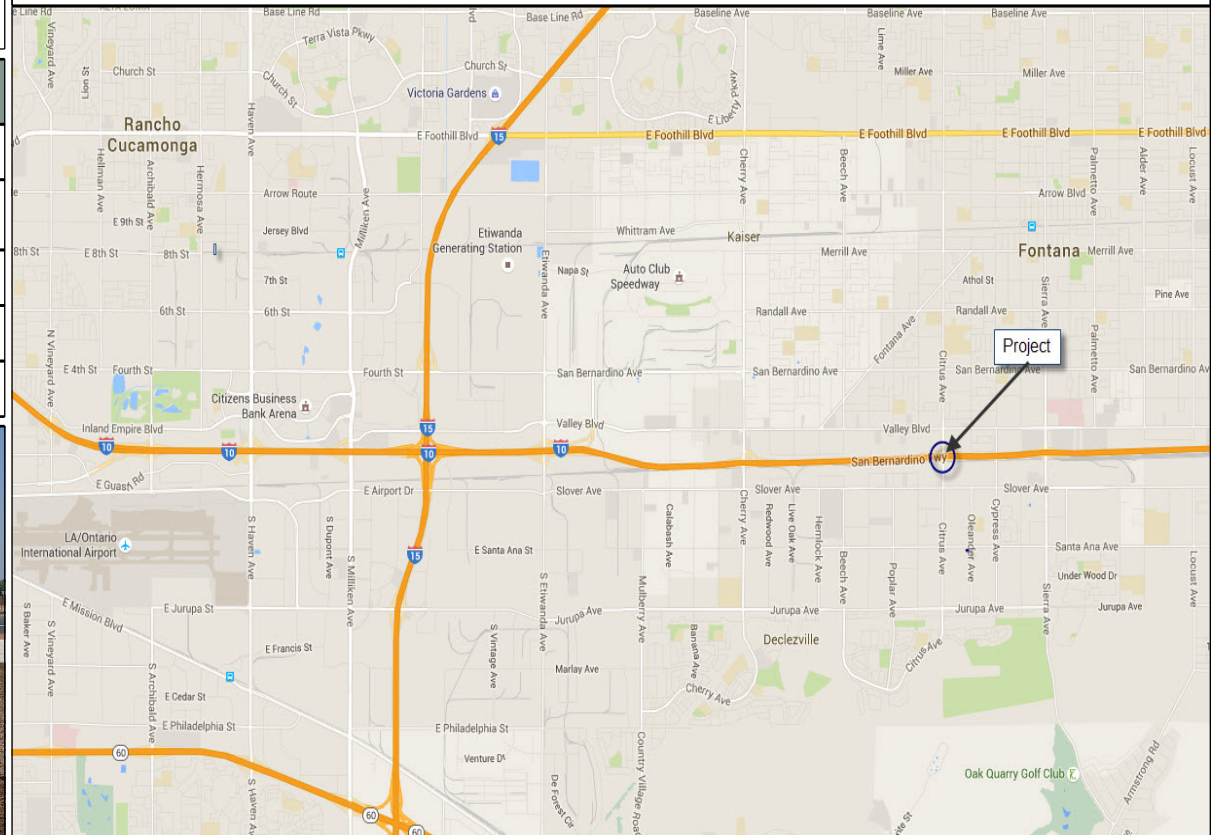 Base Line Rd
Base Line Rd
Baseline Ave
Baseline Ave
Baseline Ave
Vineyard Ave
Lion St
Church St
Terra Vista Pkwy
Church St
Church St
Victoria Gardens
Lime Ave
Miller Ave
Miller Ave
E Liberty Pkwy
Rancho
Cucamonga
Haven Ave
E Foothill Blvd
15
E Foothill Blvd
E Foothill Blvd
E Foothill Blvd
E Foothill Blvd
Hellman Ave
Archibald Ave
Hermosa Ave
Arrow Route
Milliken Ave
Cherry Ave
Beech Ave
Palmetto Ave
Alder Ave
Locust Ave
Arrow Blvd
E 9th St
Jersey Blvd
Etiwanda
Generating Station
Whittram Ave
Kaiser
Merrill Ave
Fontana
Merrill Ave
8th St
E 8th St
8th St
7th St
Etiwanda Ave
Napa St
Auto Club
Speedway
Athol St
Sierra Ave
Pine Ave
6th St
6th St
Randall Ave
Randall Ave
N Vineyard Ave
Fontana Ave
Citrus Ave
Project
Palmetto Ave
E 4th St
Fourth St
Fourth St
San Bernardino Ave
San Bernardino Ave
San Bernardino Ave
San Bernardino Av
Citizens Business
Bank Arena
Inland Empire Blvd
15
Valley Blvd
Valley Blvd
10
10
10
10
San Bernardino Fwy
E Guasti Rd
E Airport Dr
Slover Ave
Slover Ave
Slover Ave
LA/Ontario
International Airport
S Haven Ave
S Dupont Ave
S Milliken Ave
15
E Santa Ana St
Calabash Ave
Cherry Ave
Redwood Ave
Live Oak Ave
Hemlock Ave
Beech Ave
Poplar Ave
Citrus Ave
Oleander Ave
Cypress Ave
Santa Ana Ave
Under Wood Dr
Sierra Ave
Locust Ave
S Baker Ave
S Vineyard Ave
E Mission Blvd
E Jurupa St
S Etiwanda Ave
Mulberry Ave
Jurupa Ave
Jurupa Ave
Jurupa Ave
Jurupa Ave
S Archibald Ave
E Francis St
S Vintage Ave
Banana Ave
Declezville
Citrus Ave
Marlay Ave
Cherry Ave
E Cedar St
E Philadelphia St
E Philadelphia St
60
Venture Dr
De Forest Cir
Country Village Road
Oak Quarry Golf Club
Armstrong Rd
S Haven Av
60
60